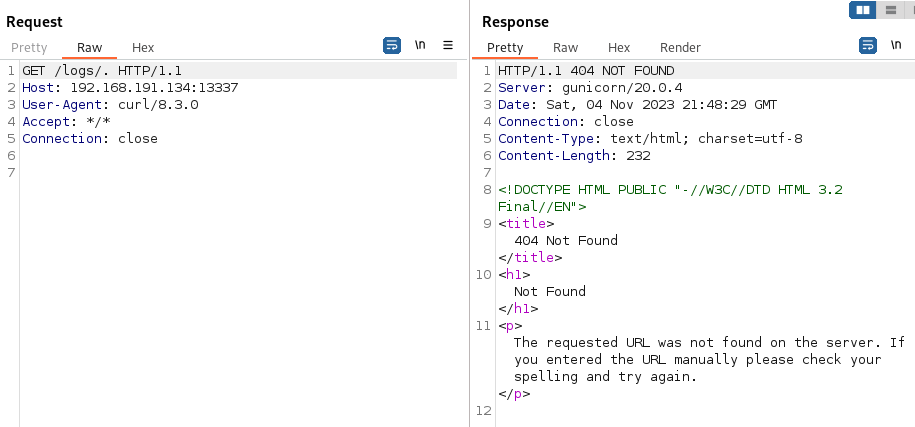 Request
Pretty Raw Hex \n
1 GET /logs/. HTTP/1.1
2 Host: 192.168.191.134:13337
3 User-Agent: curl/8.3.0
4 Accept: */*
5 Connection: close
6
7
Response
Pretty Raw Hex Render \n
1 HTTP/1.1 404 NOT FOUND
2 Server: gunicorn/20.0.4
3 Date: Sat, 04 Nov 2023 21:48:29 GMT
4 Connection: close
5 Content-Type: text/html; charset=utf-8
6 Content-Length: 232
7
8 <!DOCTYPE HTML PUBLIC "-//W3C//DTD HTML 3.2
Final//EN">
9 <title>
404 Not Found
</title>
10 <h1>
Not Found
</h1>
11 <p>
The requested URL was not found on the server. If
you entered the URL manually please check your
spelling and try again.
</p>
12